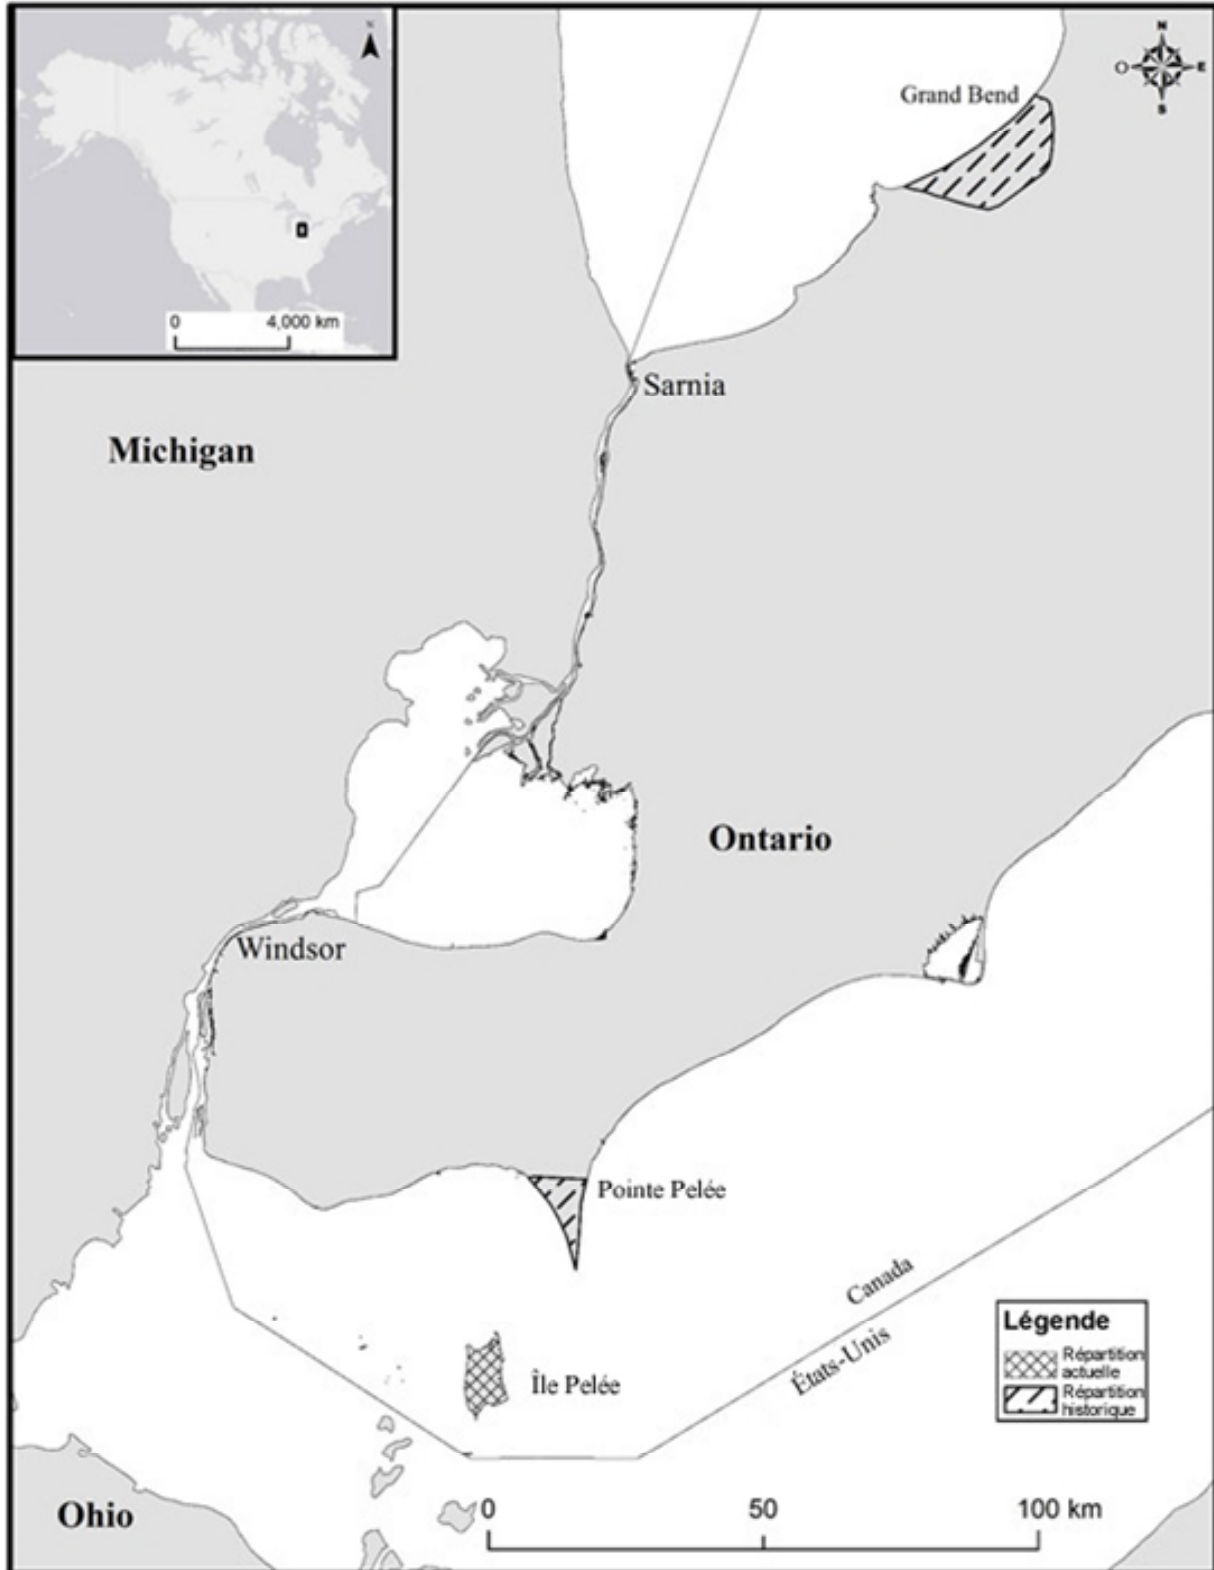 N
N
O
E
S
Grand Bend
0
4,000 km
Sarnia
Michigan
Ontario
Windsor
Pointe Pelée
Canada
États-Unis
Légende
Répartition
actuelle
Répartition
historique
Île Pelée
Ohio
0
50
100 km